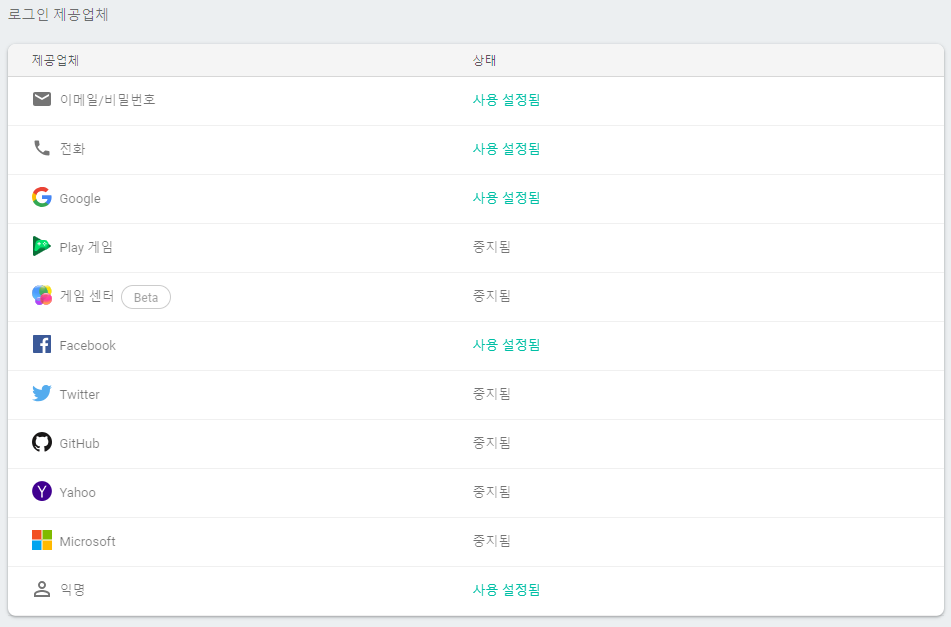 로그인 제공업체
제공업체 상태
이메일/비밀번호 사용 설정됨
전화 사용 설정됨
Google 사용 설정됨
Play 게임 중지됨
게임 센터 Beta 중지됨
Facebook 사용 설정됨
Twitter 중지됨
GitHub 중지됨
Yahoo 중지됨
Microsoft 중지됨
익명 사용 설정됨